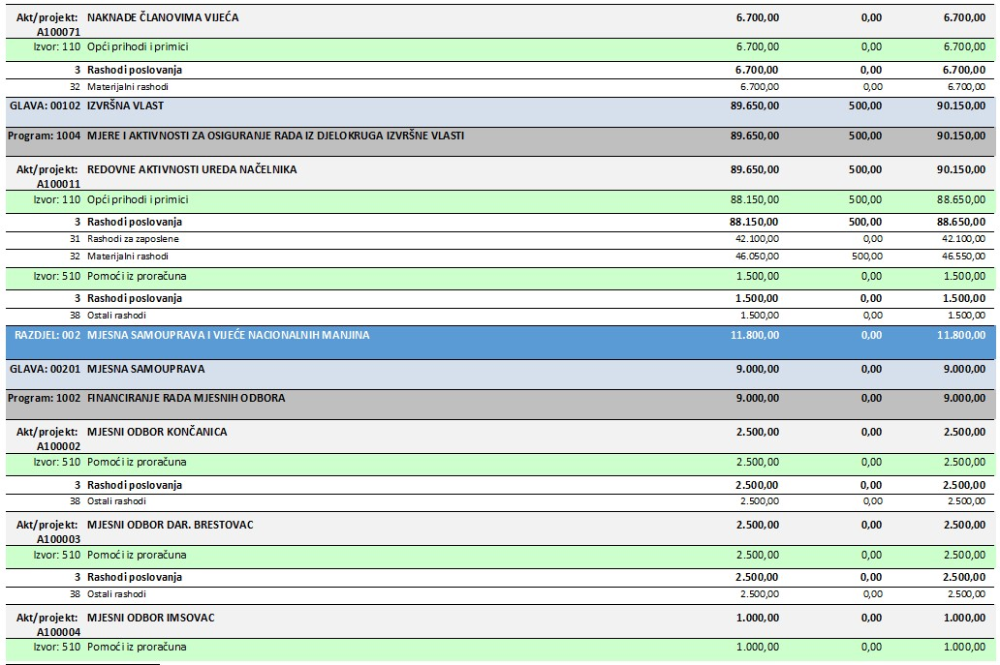 Akt/projekt: NAKNADE ČLANOVIMA VIJEĆA 6.700,00 0,00 6.700,00
A100071
Izvor: 110 Opći prihodi i primici 6.700,00 0,00 6.700,00
3 Rashodi poslovanja 6.700,00 0,00 6.700,00
32 Materijalni rashodi 6.700,00 0,00 6.700,00
GLAVA: 00102 IZVRŠNA VLAST 89.650,00 500,00 90.150,00
Program: 1004 MJERE I AKTIVNOSTI ZA OSIGURANJE RADA IZ DJELOKRUGA IZVRŠNE VLASTI 89.650,00 500,00 90.150,00
Akt/projekt: REDOVNE AKTIVNOSTI UREDA NAČELNIKA 89.650,00 500,00 90.150,00
A100011
Izvor: 110 Opći prihodi i primici 88.150,00 500,00 88.650,00
3 Rashodi poslovanja 88.150,00 500,00 88.650,00
31 Rashodi za zaposlene 42.100,00 0,00 42.100,00
32 Materijalni rashodi 46.050,00 500,00 46.550,00
Izvor: 510 Pomoći iz proračuna 1.500,00 0,00 1.500,00
3 Rashodi poslovanja 1.500,00 0,00 1.500,00
38 Ostali rashodi 1.500,00 0,00 1.500,00
RAZDJEL: 002 MJESNA SAMOUPRAVA I VIJEĆE NACIONALNIH MANJINA 11.800,00 0,00 11.800,00
GLAVA: 00201 MJESNA SAMOUPRAVA 9.000,00 0,00 9.000,00
Program: 1002 FINANCIRANJE RADA MJESNIH ODBORA 9.000,00 0,00 9.000,00
Akt/projekt: MJESNI ODBOR KONČANICA 2.500,00 0,00 2.500,00
A100002
Izvor: 510 Pomoći iz proračuna 2.500,00 0,00 2.500,00
3 Rashodi poslovanja 2.500,00 0,00 2.500,00
38 Ostali rashodi 2.500,00 0,00 2.500,00
Akt/projekt: MJESNI ODBOR DAR. BRESTOVAC 2.500,00 0,00 2.500,00
A100003
Izvor: 510 Pomoći iz proračuna 2.500,00 0,00 2.500,00
3 Rashodi poslovanja 2.500,00 0,00 2.500,00
38 Ostali rashodi 2.500,00 0,00 2.500,00
Akt/projekt: MJESNI ODBOR IMSOVAC 1.000,00 0,00 1.000,00
A100004
Izvor: 510 Pomoći iz proračuna 1.000,00 0,00 1.000,00